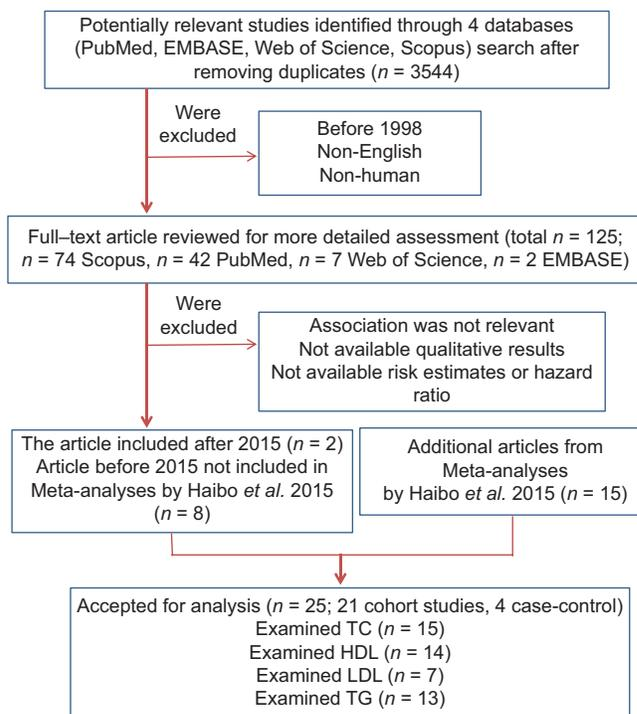 Potentially relevant studies identified through 4 databases
(PubMed, EMBASE, Web of Science, Scopus) search after
removing duplicates (n = 3544)
Were
excluded
Before 1998
Non-English
Non-human
Full–text article reviewed for more detailed assessment (total n = 125;
n = 74 Scopus, n = 42 PubMed, n = 7 Web of Science, n = 2 EMBASE)
Were
excluded
Association was not relevant
Not available qualitative results
Not available risk estimates or hazard
ratio
The article included after 2015 (n = 2)
Article before 2015 not included in
Meta-analyses by Haibo et al. 2015
(n = 8)
Additional articles from
Meta-analyses
by Haibo et al. 2015 (n = 15)
Accepted for analysis (n = 25; 21 cohort studies, 4 case-control)
Examined TC (n = 15)
Examined HDL (n = 14)
Examined LDL (n = 7)
Examined TG (n = 13)